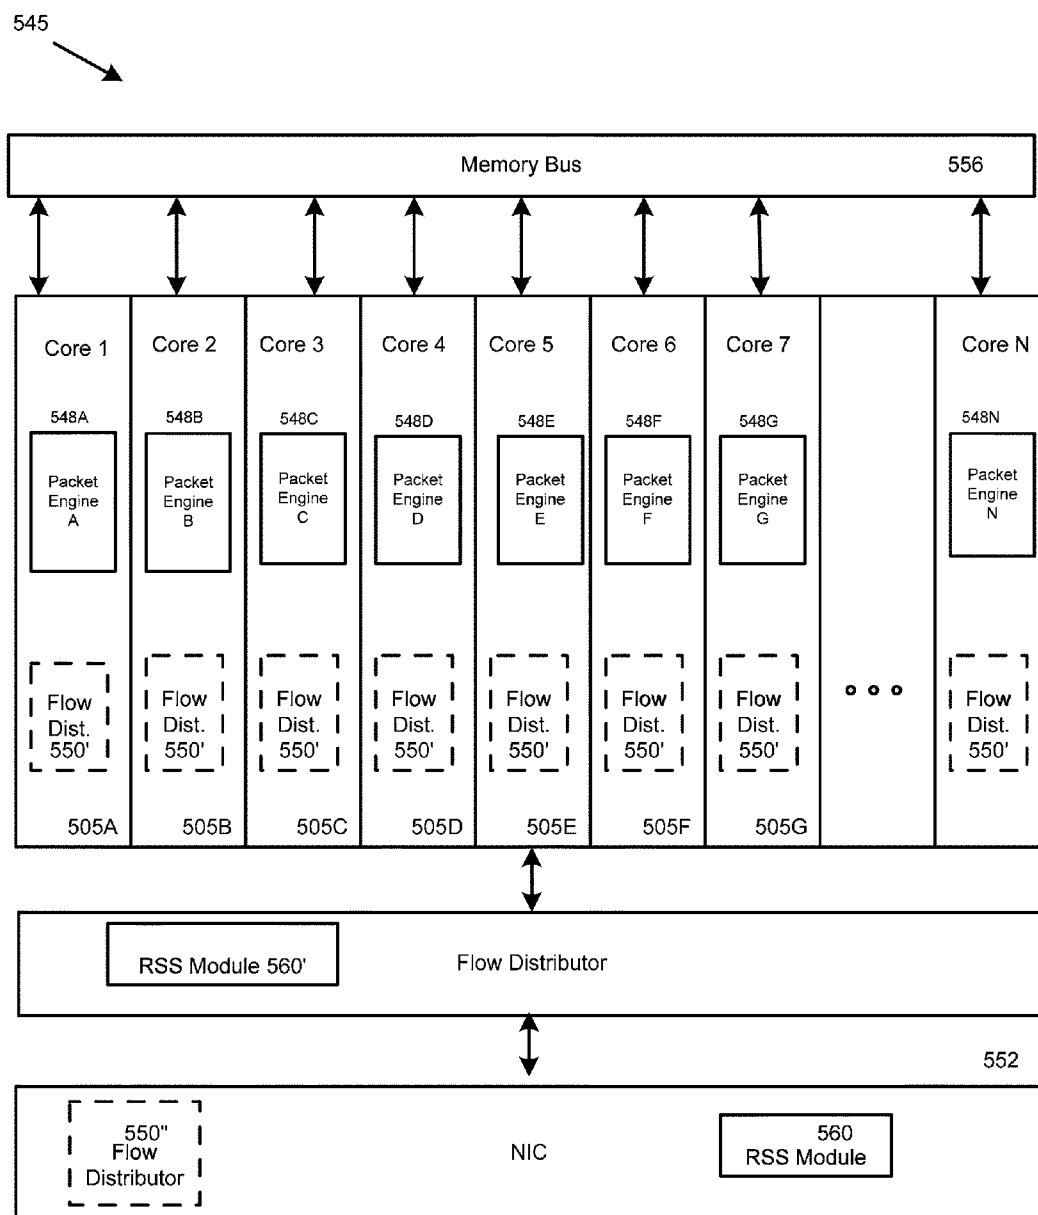 545
Memory Bus 556
Core 1 Core 2 Core 3 Core 4 Core 5 Core 6 Core 7 Core N
548A 548B 548C 548D 548E 548F 548G 548N
Packet Engine A
Packet Engine B
Packet Engine C
Packet Engine D
Packet Engine E
Packet Engine F
Packet Engine G
Packet Engine N
Flow Dist. 550'
Flow Dist. 550'
Flow Dist. 550'
Flow Dist. 550'
Flow Dist. 550'
Flow Dist. 550'
Flow Dist. 550'
Flow Dist. 550'
505A 505B 505C 505D 505E 505F 505G
RSS Module 560' Flow Distributor
552
550"
Flow
Distributor
NIC
560
RSS Module